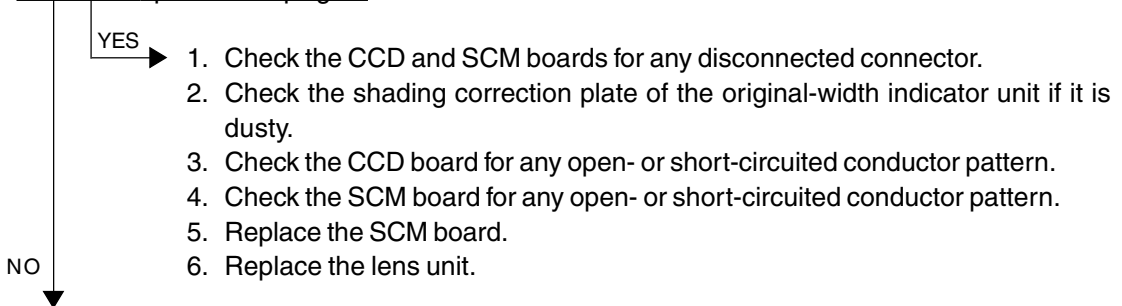 YES
1. Check the CCD and SCM boards for any disconnected connector.
2. Check the shading correction plate of the original-width indicator unit if it is
dusty.
3. Check the CCD board for any open- or short-circuited conductor pattern.
4. Check the SCM board for any open- or short-circuited conductor pattern.
5. Replace the SCM board.
6. Replace the lens unit.
NO